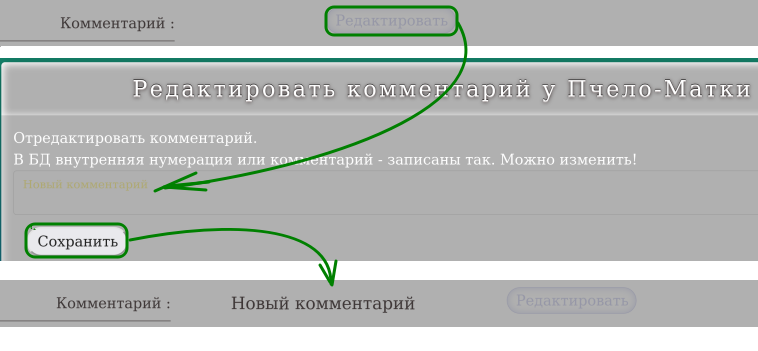 Комментарий :
Редактировать
Редактировать комментарий у Пчело-Матки
Отредактировать комментарий.
В БД внутренняя нумерация или комментарий - записаны так. Можно изменить!
Новый комментарий
Сохранить
Комментарий :
Новый комментарий
Редактировать